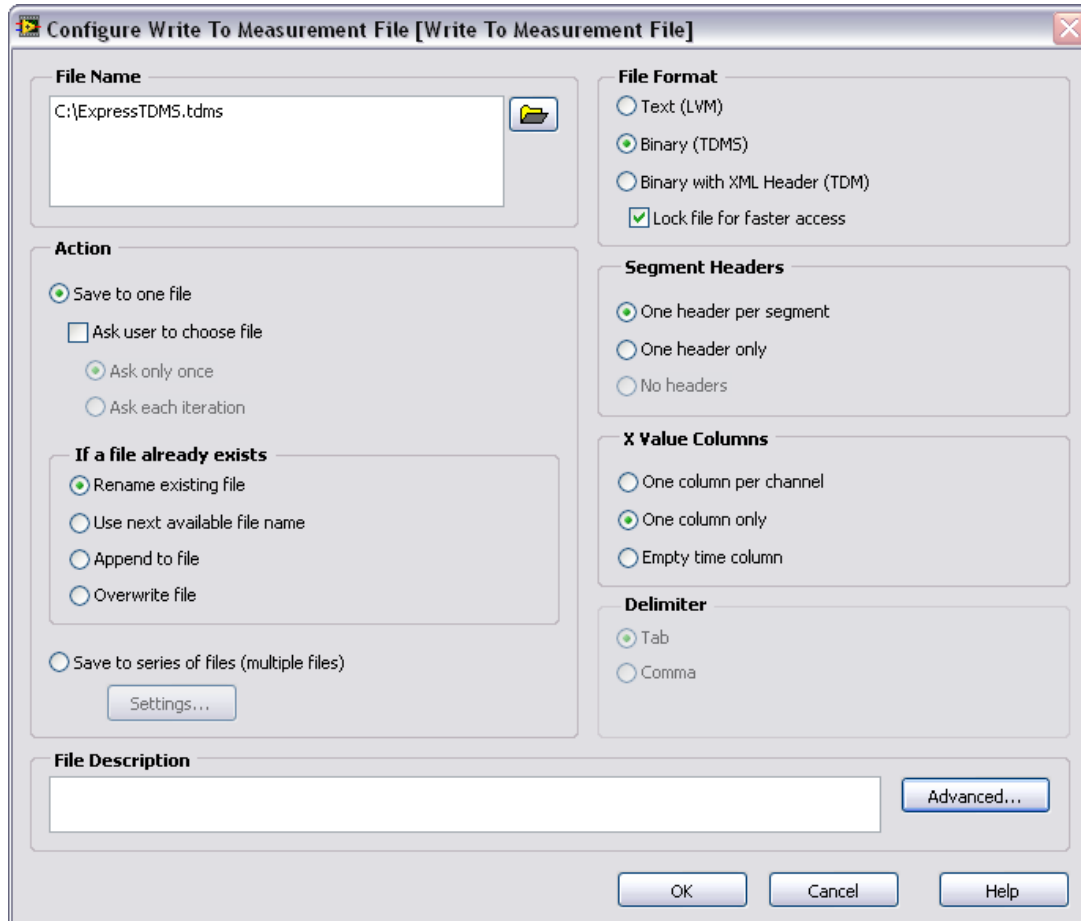 Configure Write To Measurement File [Write To Measurement File]
File Name
C:\ExpressTDMS.tdms
Action
Save to one file
Ask user to choose file
Ask only once
Ask each iteration
If a file already exists
Rename existing file
Use next available file name
Append to file
Overwrite file
Save to series of files (multiple files)
Settings...
File Format
Text (LVM)
Binary (TDMS)
Binary with XML Header (TDM)
Lock file for faster access
Segment Headers
One header per segment
One header only
No headers
X Value Columns
One column per channel
One column only
Empty time column
Delimiter
Tab
Comma
File Description
Advanced...
OK
Cancel
Help